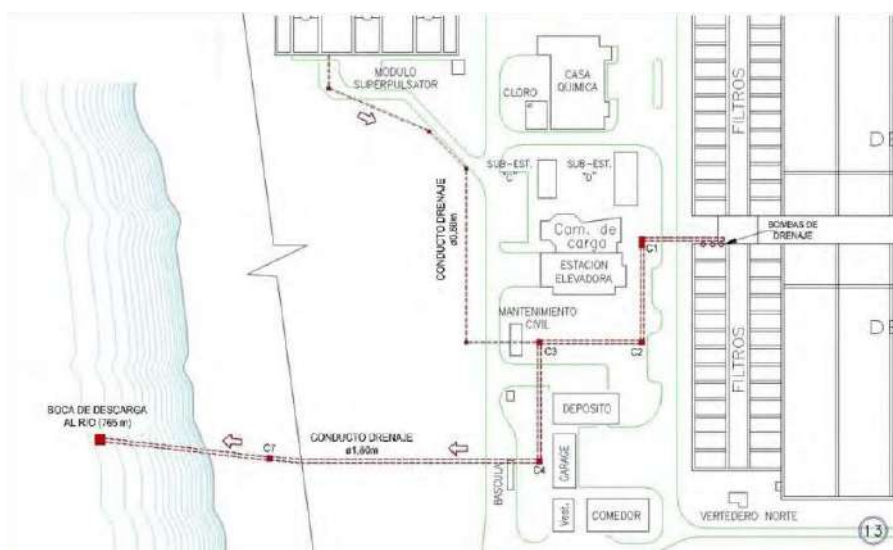 MODULO
SUPERPULSATOR
CLORO
CASA
QUIMICA
FILTROS
DE
SUB-EST.
"C"
SUB-EST.
"D"
CONDUCTO DRENAJE
ø0,80m
Cam. de
carga
ESTACION
ELEVADORA
C1
BOMBAS DE
DRENAJE
MANTENIMIENTO
CIVIL
C3
C2
FILTROS
DE
BOCA DE DESCARGA
AL RIO (765 m)
C7
CONDUCTO DRENAJE
ø1,60m
C4
DEPOSITO
GARAGE
BASCULA
Vest.
COMEDOR
VERTEDERO NORTE
13